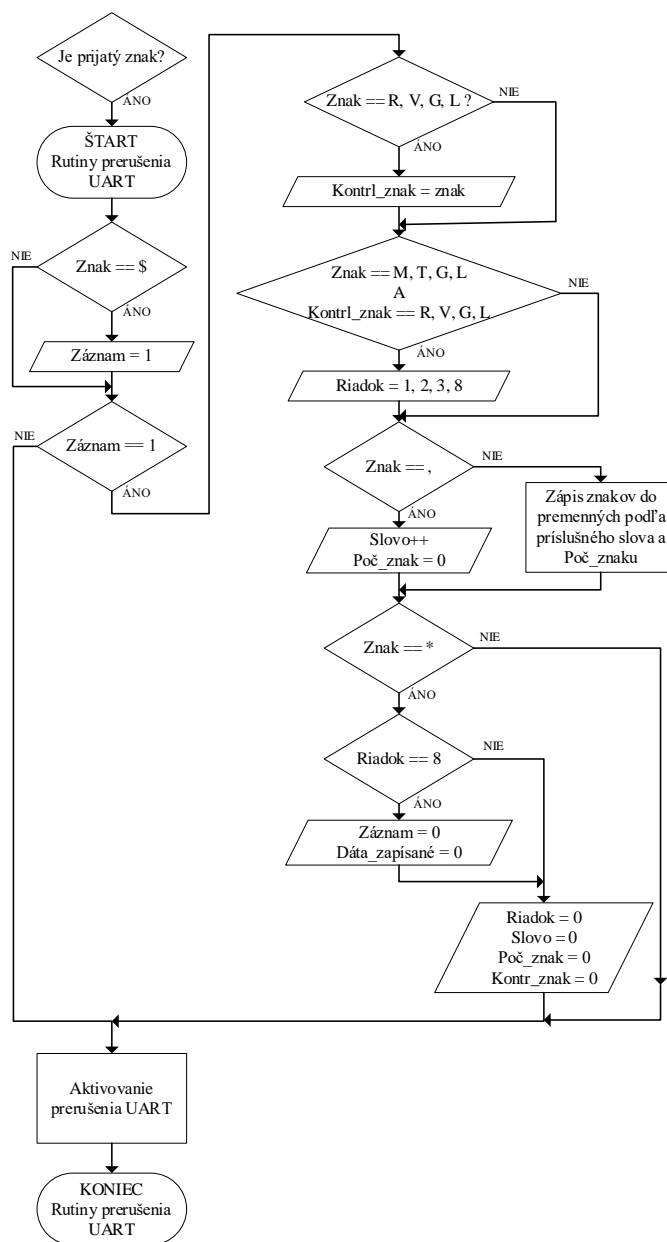 Je prijatý znak?
ÁNO
ŠTART
Rutiny prerušenia
UART
NIE
Znak == $
ÁNO
Záznam = 1
NIE
Záznam == 1
ÁNO
NIE
Znak == R, V, G, L ?
ÁNO
Kontrl_znak = znak
Znak == M, T, G, L
A
Kontrl_znak == R, V, G, L
NIE
ÁNO
Riadok = 1, 2, 3, 8
NIE
Znak == ,
ÁNO
Slovo++
Poč_znak = 0
Zápis znakov do
premenných podľa
príslušného slova a
Poč_znaku
NIE
Znak == *
ÁNO
NIE
Riadok == 8
ÁNO
Záznam = 0
Dáta_zapísané = 0
Riadok = 0
Slovo = 0
Poč_znak = 0
Kontr_znak = 0
Aktivovanie
prerušenia UART
KONIEC
Rutiny prerušenia
UART